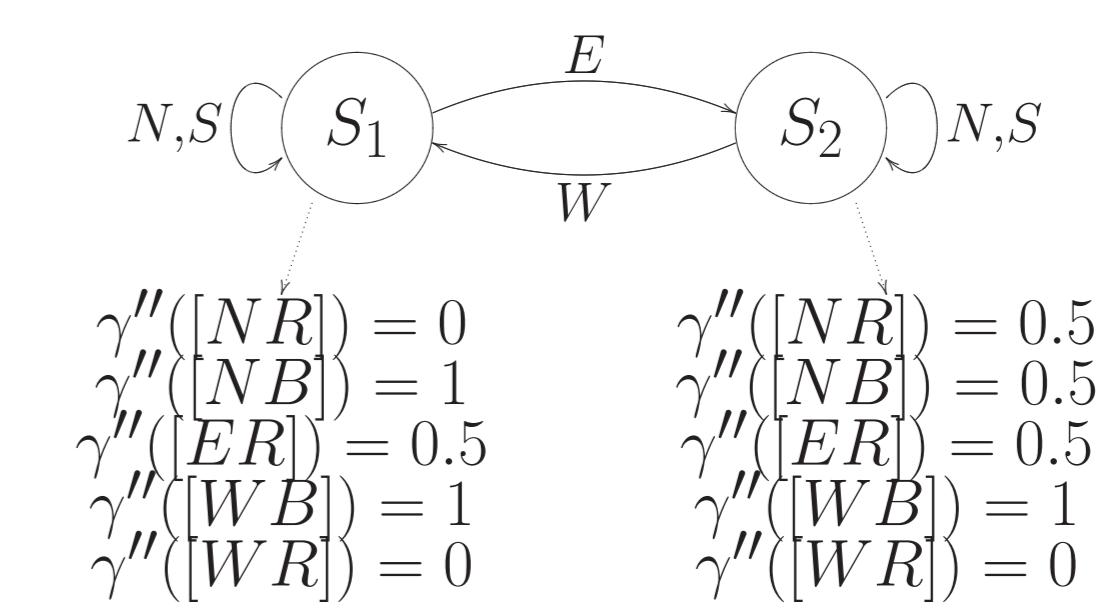 E
N,S
S₁
S₂
N,S
W
γ''([NR]) = 0
γ''([NB]) = 1
γ''([ER]) = 0.5
γ''([WB]) = 1
γ''([WR]) = 0
γ''([NR]) = 0.5
γ''([NB]) = 0.5
γ''([ER]) = 0.5
γ''([WB]) = 1
γ''([WR]) = 0